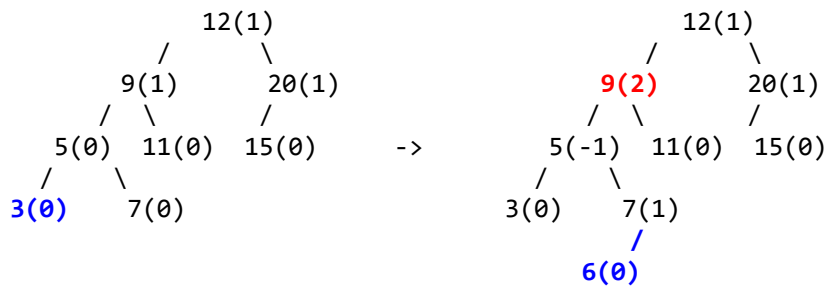 12(1) 12(1)
/ \ / \
9(1) 20(1) 9(2) 20(1)
/ \ / / \ /
5(0) 11(0) 15(0) -> 5(-1) 11(0) 15(0)
/ \ / \
3(0) 7(0) 3(0) 7(1)
/
6(0)